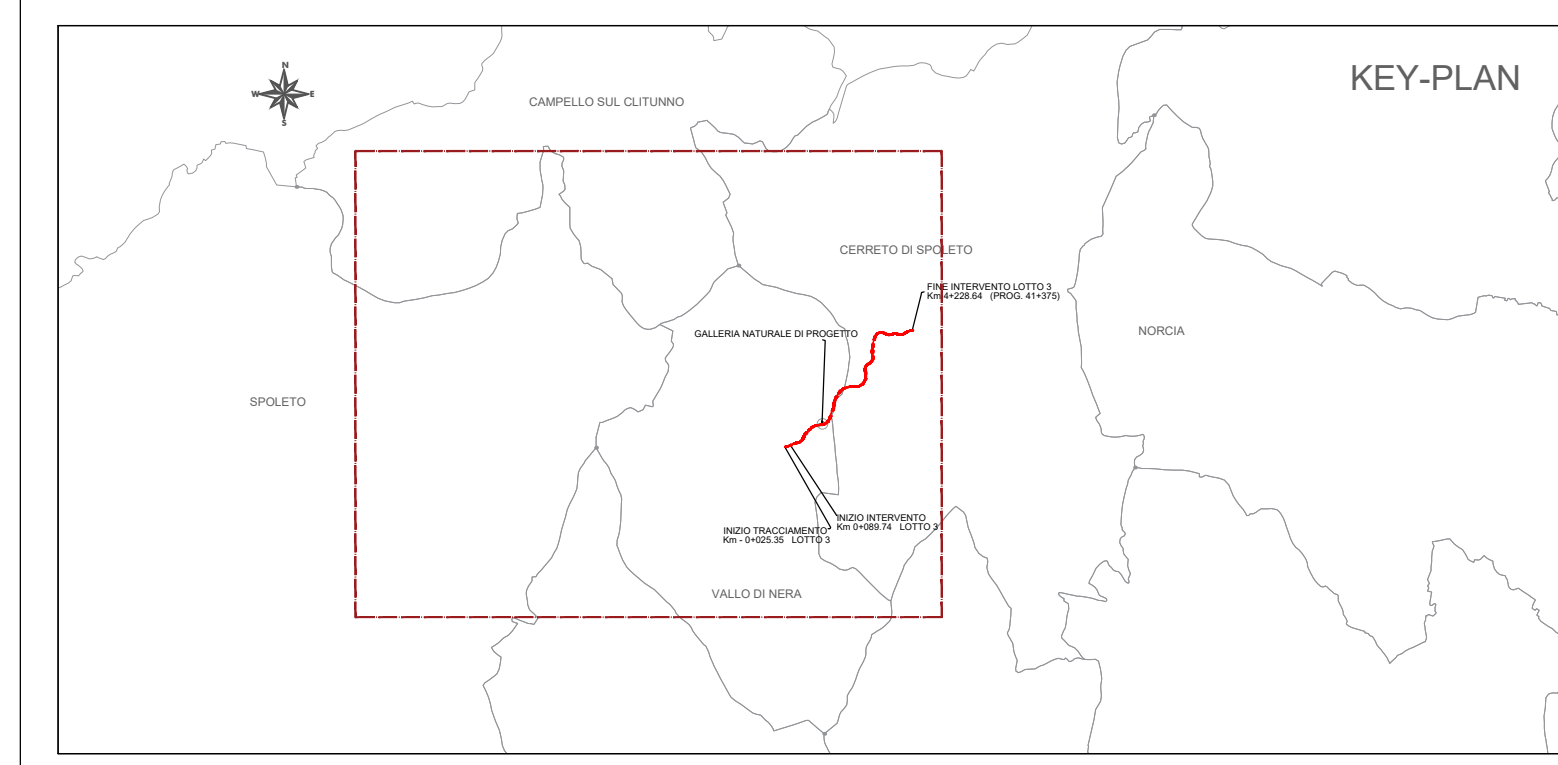 KEY-PLAN
N
W E
S
CAMPELLO SUL CLITUNNO
CERRETO DI SPOLETO
FINE INTERVENTO LOTTO 3
Km 4+228.64 (PROG. 41+375)
GALLERIA NATURALE DI PROGETTO
NORCIA
SPOLETO
INIZIO INTERVENTO
Km 0+089.74 LOTTO 3
INIZIO TRACCIAMENTO
Km - 0+025.35 LOTTO 3
VALLO DI NERA